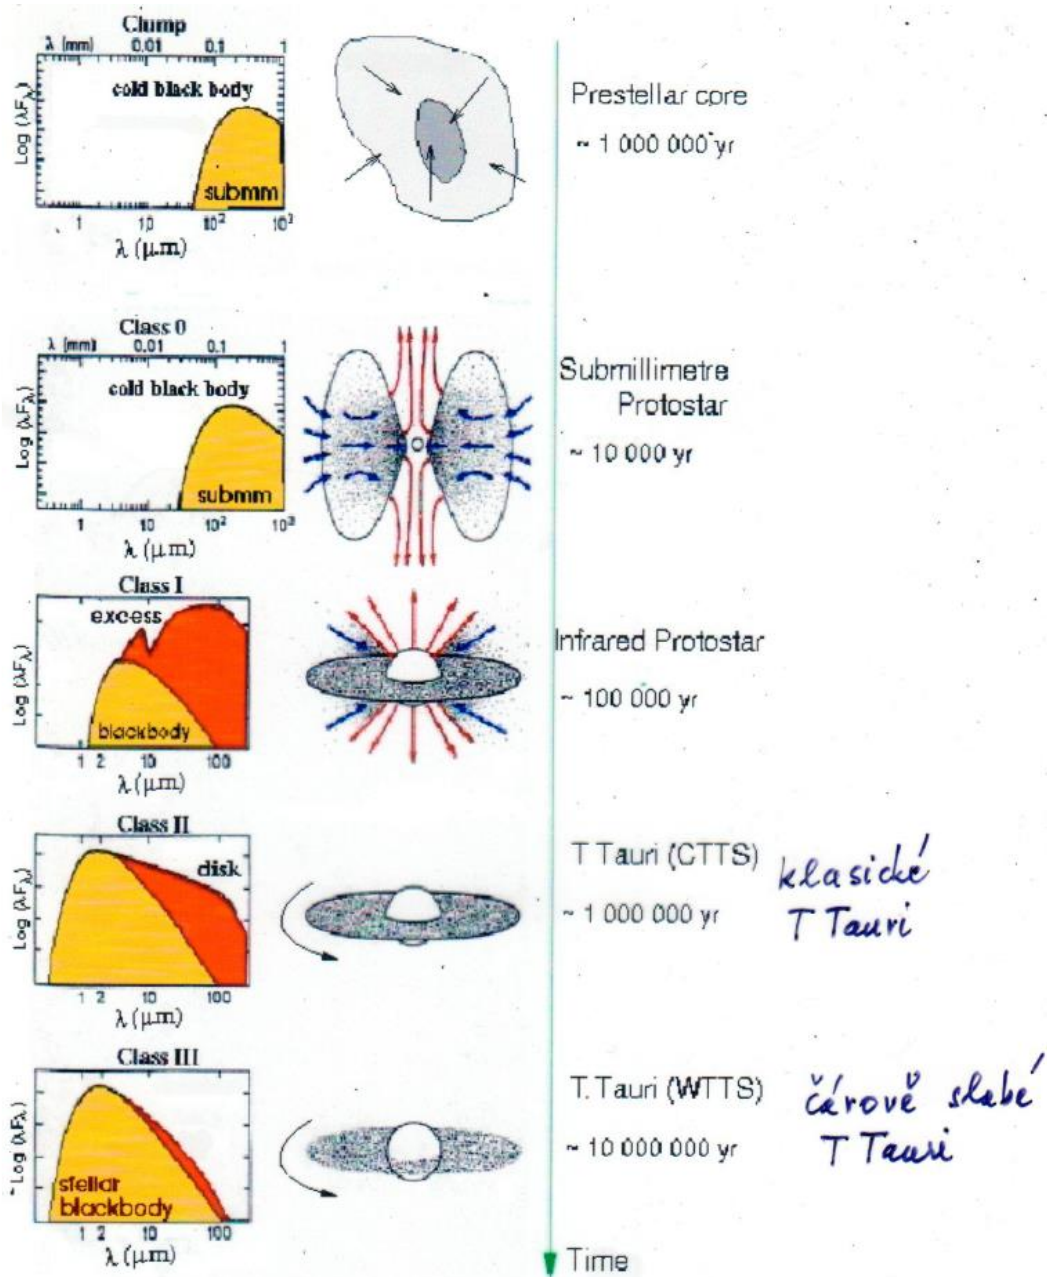 Clump
λ (mm) 0.01 0.1 1
cold black body
submm
Log (λFλ)
1 10 10² 10³
λ (μm)
Prestellar core
~ 1 000 000 yr
Class 0
λ (mm) 0.01 0.1 1
cold black body
submm
Log (λFλ)
1 10 10² 10³
λ (μm)
Submillimetre
Protostar
~ 10 000 yr
Class I
excess
blackbody
Log (λFλ)
1 2 10 100
λ (μm)
Infrared Protostar
~ 100 000 yr
Class II
disk
Log (λFλ)
1 2 10 100
λ (μm)
T Tauri (CTTS)
~ 1 000 000 yr
klasické
T Tauri
Class III
Log (λFλ)
stellar
blackbody
1 2 10 100
λ (μm)
T.Tauri (WTTS)
~ 10 000 000 yr
čárově slabé
T Tauri
Time